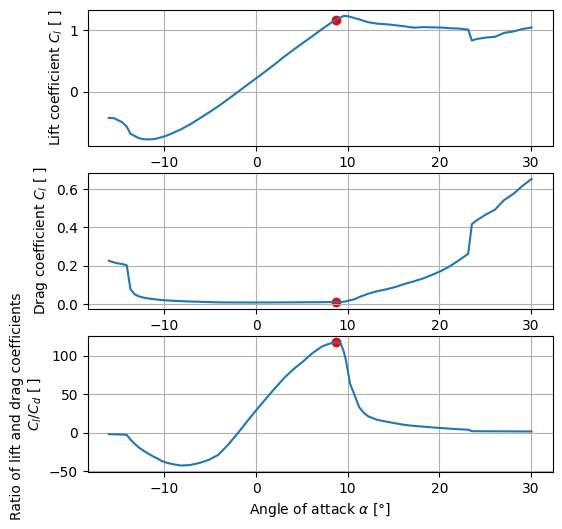 Lift coefficient C_l [ ]
1
0
−10 0 10 20 30
Drag coefficient C_l [ ]
0.6
0.4
0.2
0.0
−10 0 10 20 30
Ratio of lift and drag coefficients
C_l/C_d [ ]
100
50
0
−50
−10 0 10 20 30
Angle of attack α [°]